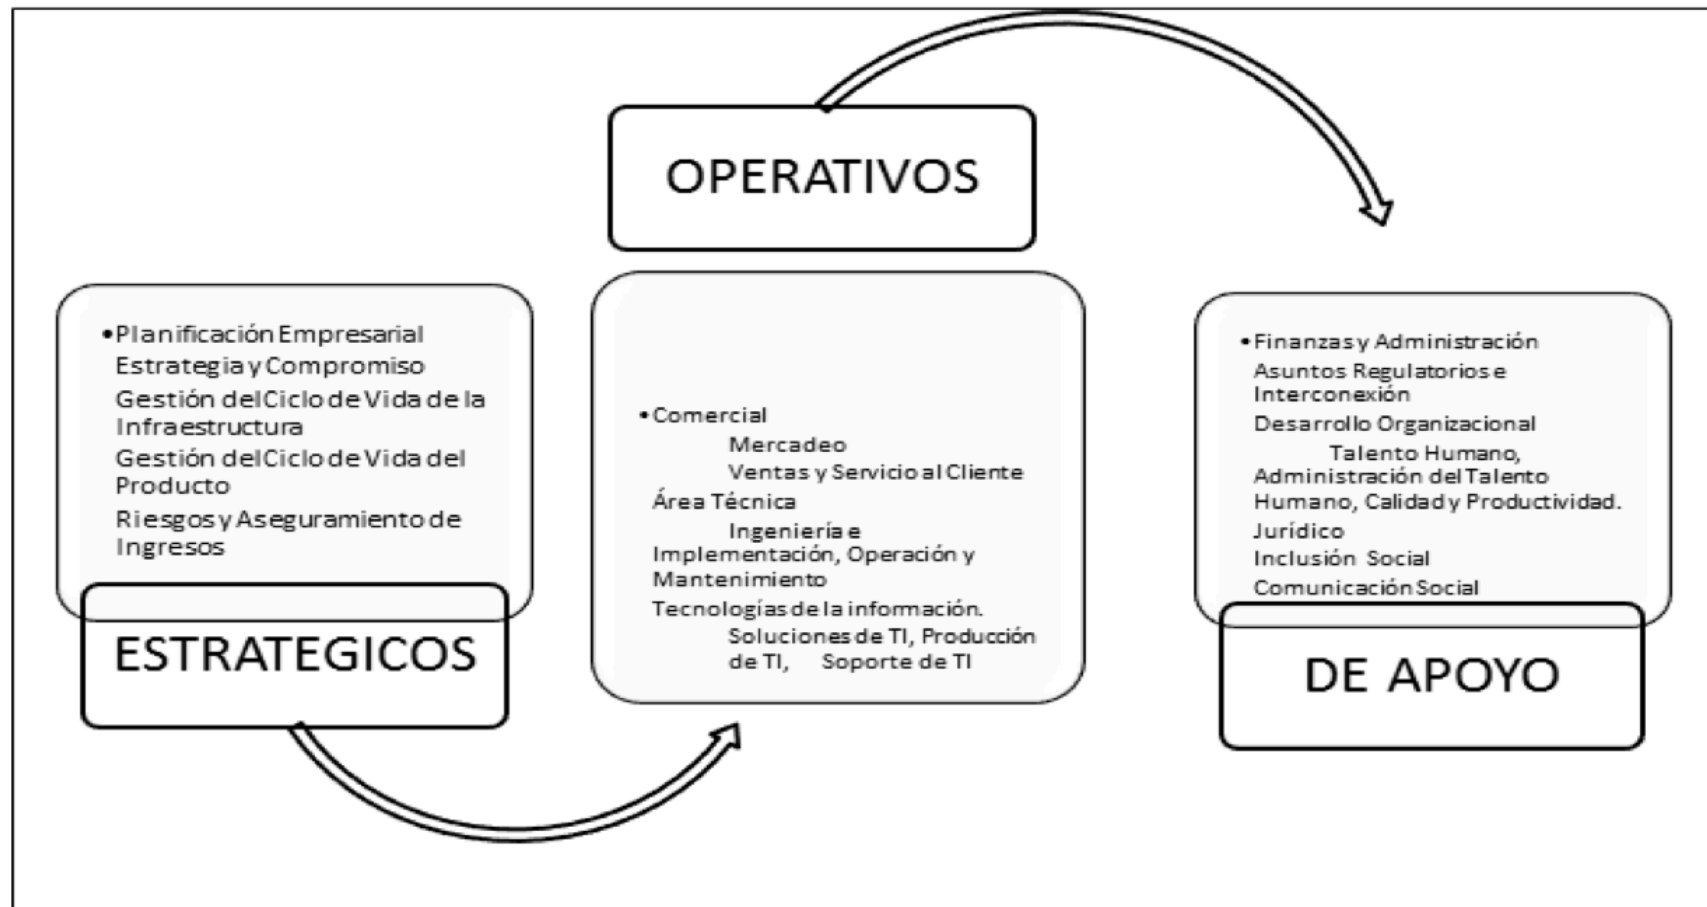 OPERATIVOS
•Planificación Empresarial
Estrategia y Compromiso
Gestión del Ciclo de Vida de la
Infraestructura
Gestión del Ciclo de Vida del
Producto
Riesgos y Aseguramiento de
Ingresos
ESTRATEGICOS
•Comercial
Mercadeo
Ventas y Servicio al Cliente
Área Técnica
Ingeniería e
Implementación, Operación y
Mantenimiento
Tecnologías de la información.
Soluciones de TI, Producción
de TI, Soporte de TI
•Finanzas y Administración
Asuntos Regulatorios e
Interconexión
Desarrollo Organizacional
Talento Humano,
Administración del Talento
Humano, Calidad y Productividad.
Jurídico
Inclusión Social
Comunicación Social
DE APOYO